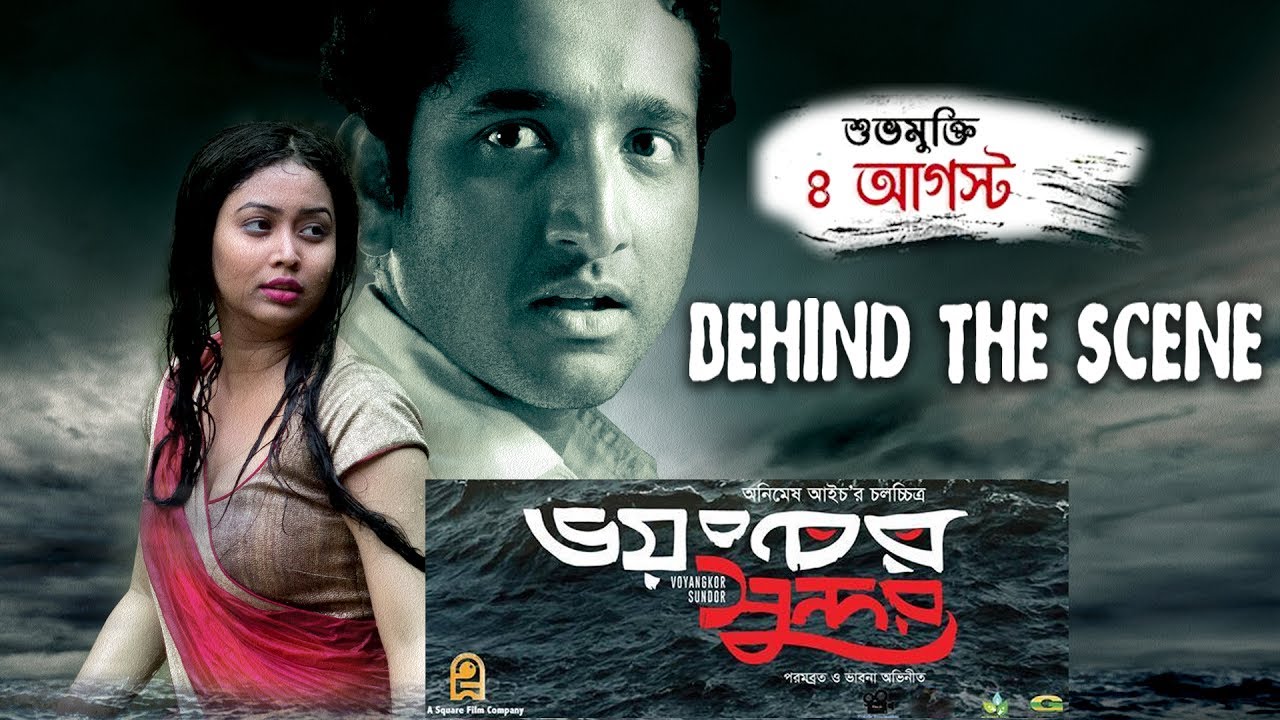 শুভমুক্তি
৪ আগস্ট
BEHIND THE SCENE
অনিমেষ আইচ'র চলচ্চিত্র
ভয়ংকর
VOYANGKOR
SUNDOR
সুন্দর
পরমব্রত ও ভাবনা অভিনীত
A Square Film Company